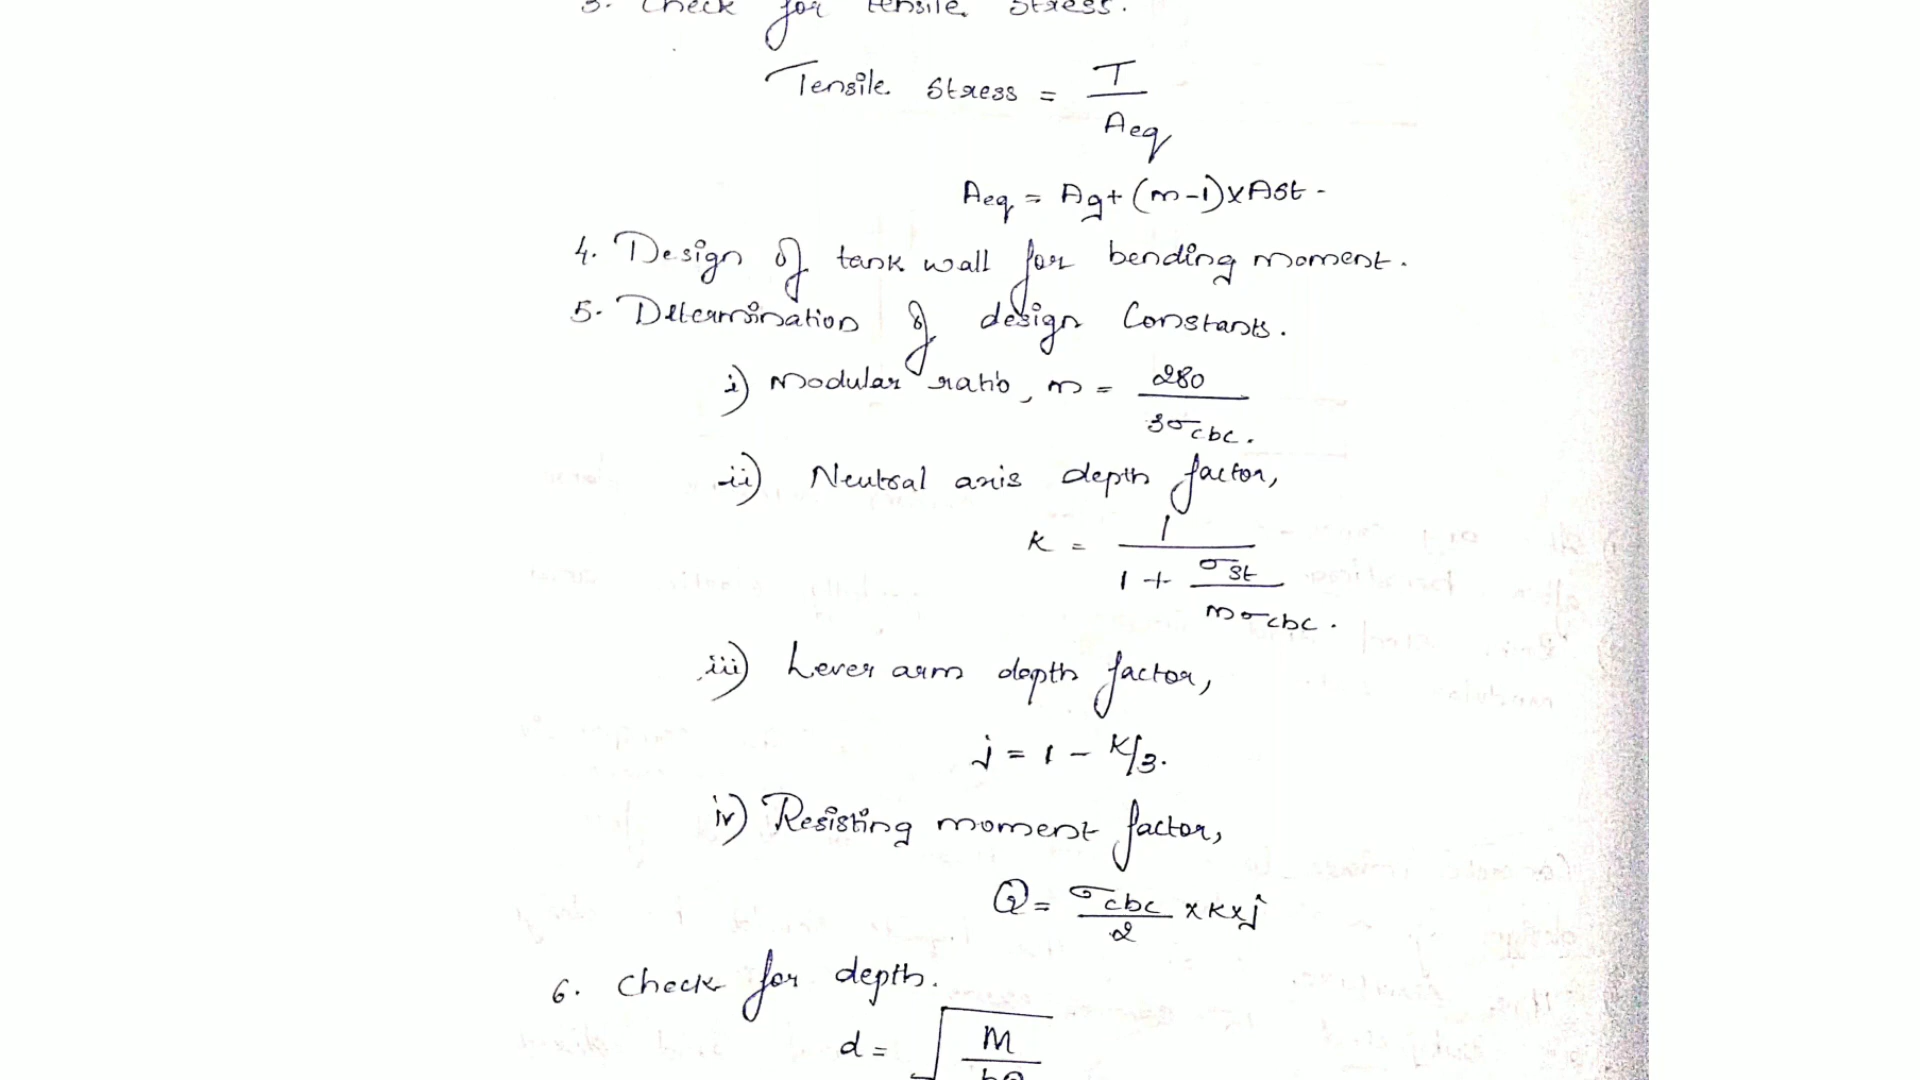 3. Check for tensile stress.
Tensile stress = T / Aeq
Aeq = Ag + (m-1) x Ast.
4. Design of tank wall for bending moment.
5. Determination of design constants.
i) Modular ratio, m = 280 / 3σcbc.
ii) Neutral axis depth factor,
K = 1 / (1 + σst / mσcbc).
iii) Lever arm depth factor,
j = 1 - K/3.
iv) Resisting moment factor,
Q = σcbc / 2 x K x j
6. Check for depth.
d = √ M / bQ